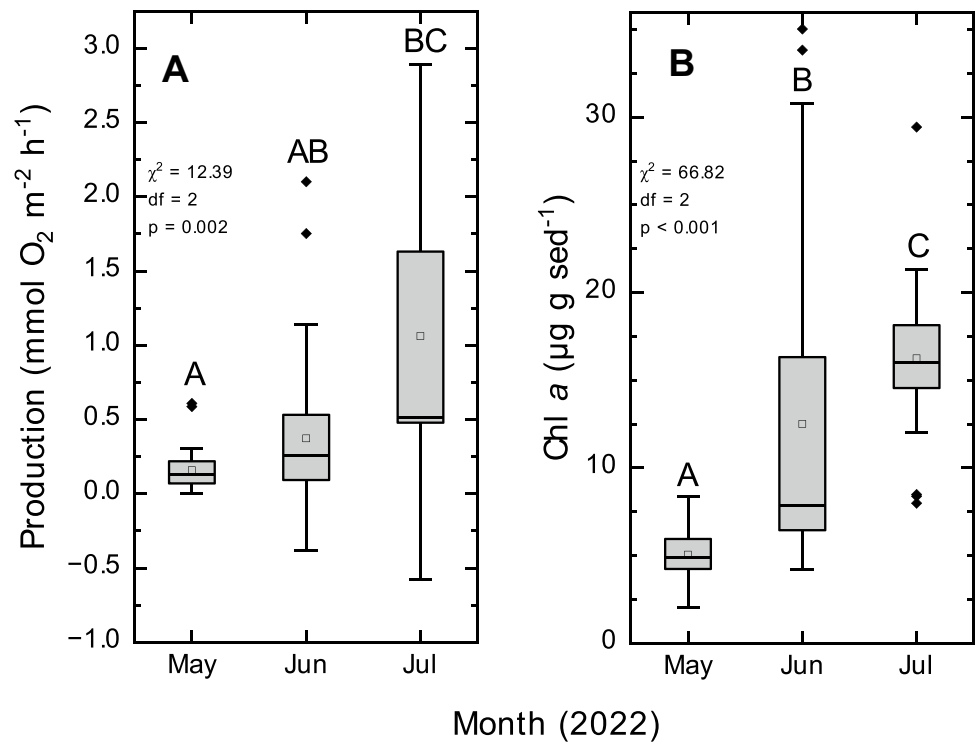 A
Production (mmol O₂ m⁻² h⁻¹)
3.0
2.5
2.0
1.5
1.0
0.5
0.0
−0.5
−1.0
χ² = 12.39
df = 2
p = 0.002
A
AB
BC
May Jun Jul
B
Chl a (µg g sed⁻¹)
30
20
10
0
χ² = 66.82
df = 2
p < 0.001
A
B
C
May Jun Jul
Month (2022)